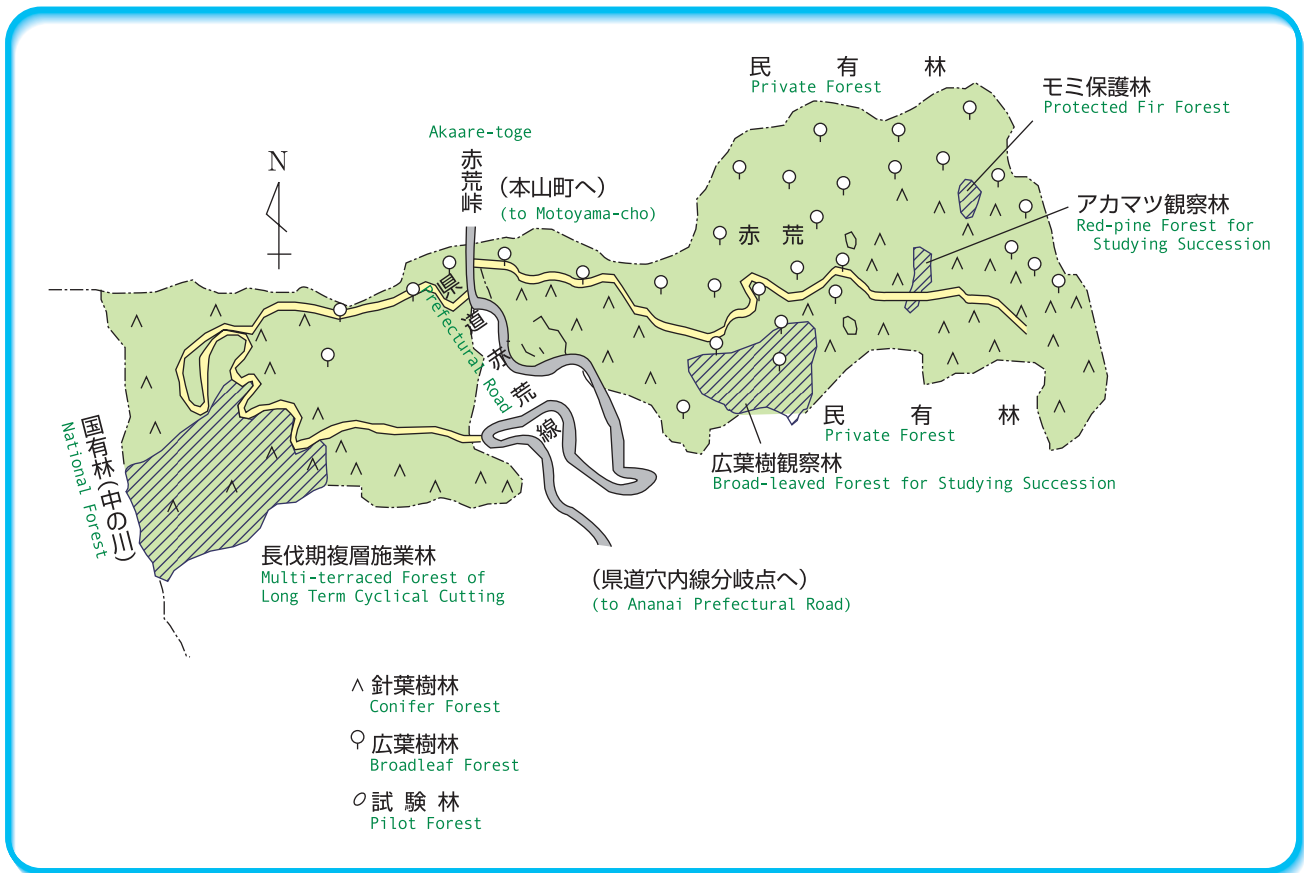 民有林
Private Forest
モミ保護林
Protected Fir Forest
Akaare-toge
赤荒峠
N
(本山町へ)
(to Motoyama-cho)
アカマツ観察林
Red-pine Forest for
Studying Succession
赤荒
県道赤荒線
Prefectural Road
国有林(中の川)
National Forest
民有林
Private Forest
広葉樹観察林
Broad-leaved Forest for Studying Succession
長伐期複層施業林
Multi-terraced Forest of
Long Term Cyclical Cutting
(県道穴内線分岐点へ)
(to Ananai Prefectural Road)
針葉樹林
Conifer Forest
広葉樹林
Broadleaf Forest
試験林
Pilot Forest